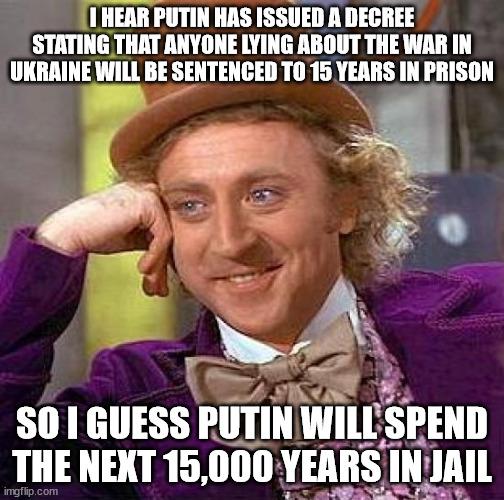 I HEAR PUTIN HAS ISSUED A DECREE
STATING THAT ANYONE LYING ABOUT THE WAR IN
UKRAINE WILL BE SENTENCED TO 15 YEARS IN PRISON
SO I GUESS PUTIN WILL SPEND
THE NEXT 15,000 YEARS IN JAIL
imgflip.com